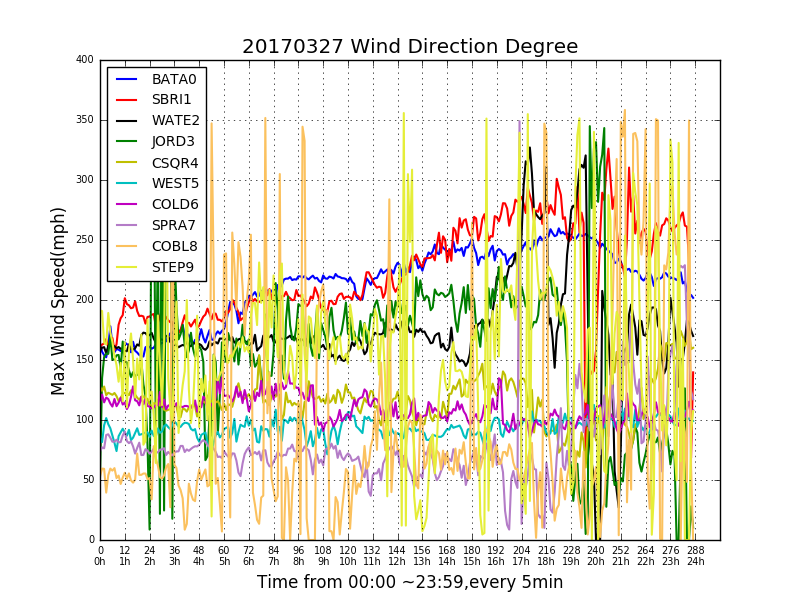 20170327 Wind Direction Degree
400
350
300
250
200
150
100
50
0
Max Wind Speed(mph)
BATA0
SBRI1
WATE2
JORD3
CSQR4
WEST5
COLD6
SPRA7
COBL8
STEP9
0 12 24 36 48 60 72 84 96 108 120 132 144 156 168 180 192 204 216 228 240 252 264 276 288
0h 1h 2h 3h 4h 5h 6h 7h 8h 9h 10h 11h 12h 13h 14h 15h 16h 17h 18h 19h 20h 21h 22h 23h 24h
Time from 00:00 ~23:59,every 5min